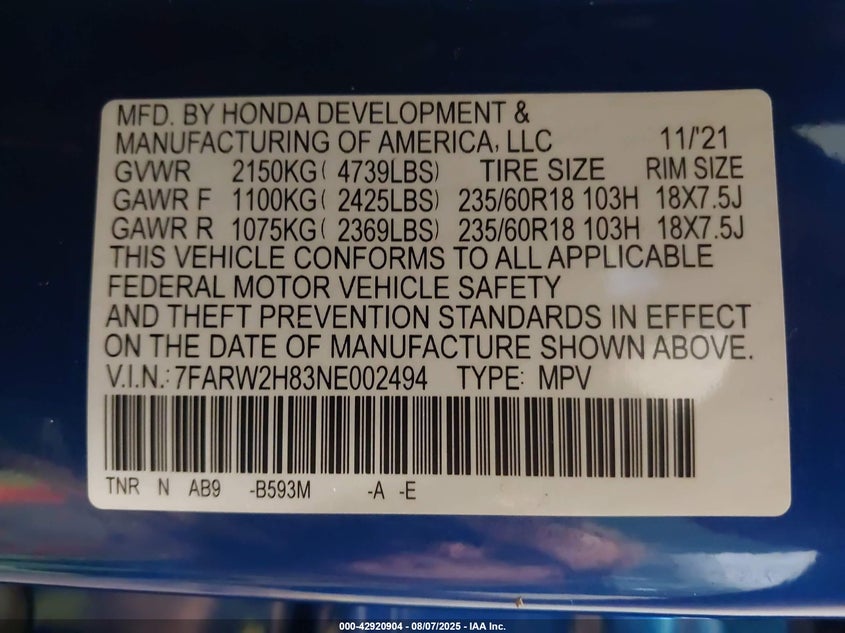 MFD. BY HONDA DEVELOPMENT &
MANUFACTURING OF AMERICA, LLC 11/'21
GVWR 2150KG( 4739LBS) TIRE SIZE RIM SIZE
GAWR F 1100KG( 2425LBS) 235/60R18 103H 18X7.5J
GAWR R 1075KG( 2369LBS) 235/60R18 103H 18X7.5J
THIS VEHICLE CONFORMS TO ALL APPLICABLE
FEDERAL MOTOR VEHICLE SAFETY
AND THEFT PREVENTION STANDARDS IN EFFECT
ON THE DATE OF MANUFACTURE SHOWN ABOVE.
V.I.N.: 7FARW2H83NE002494 TYPE: MPV
TNR N AB9 -B593M -A -E
000-42920904 - 08/07/2025 - IAA Inc.